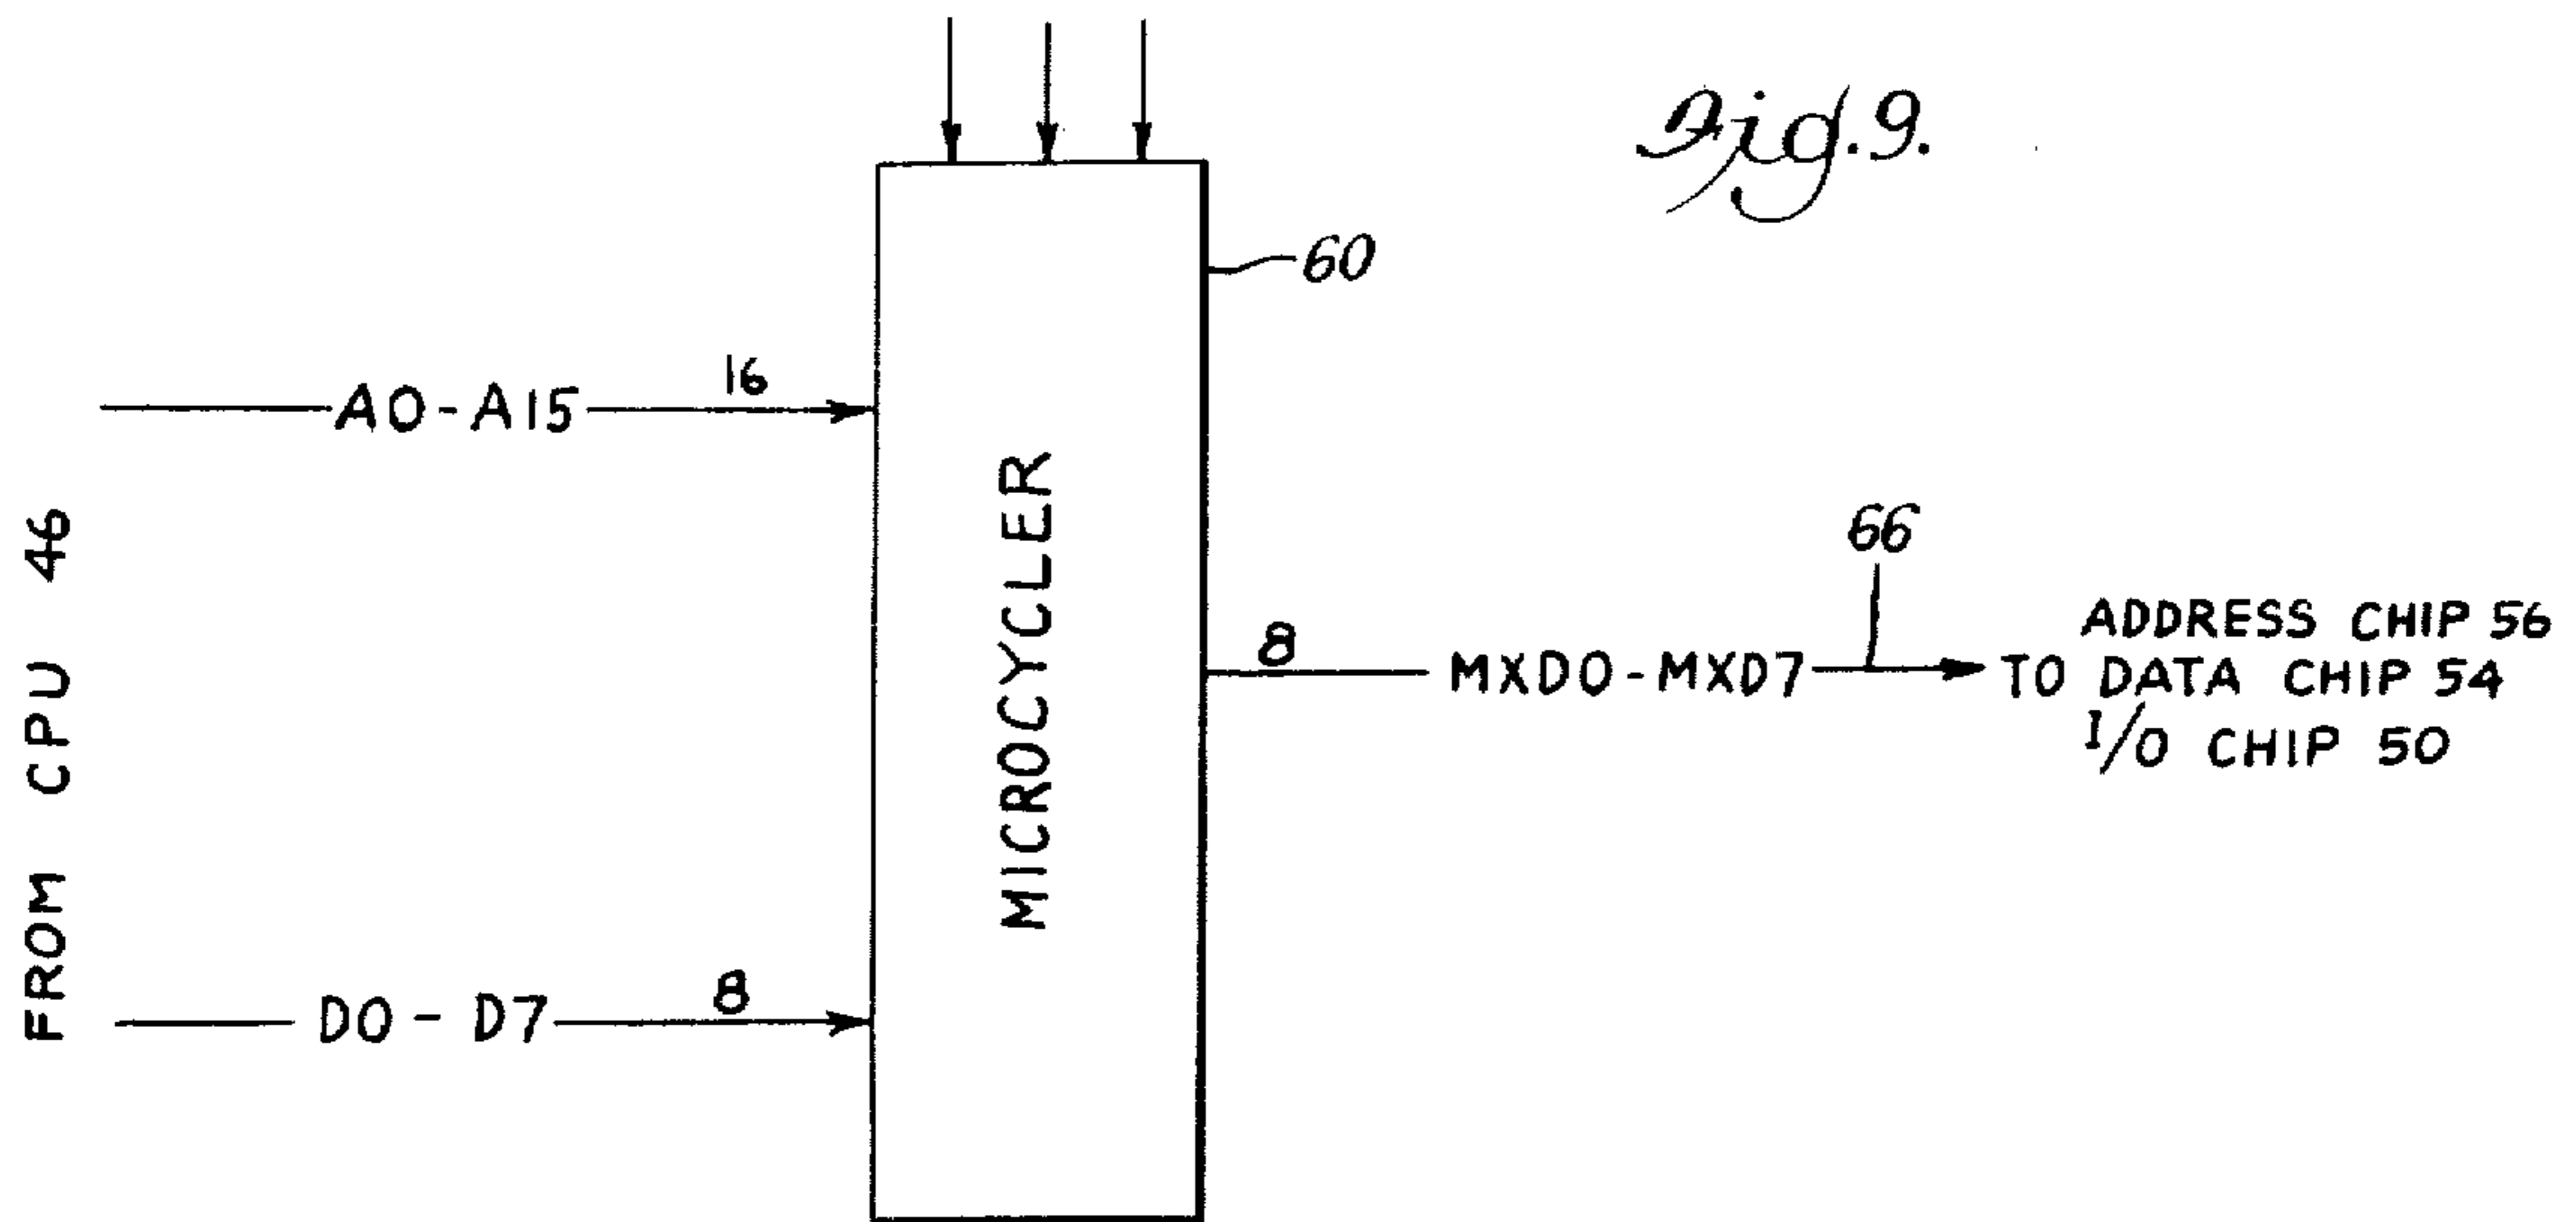 Fig. 9.
60
A0-A15
16
FROM CPU 46
MICROCYCLER
66
8
MXD0-MXD7
ADDRESS CHIP 56
TO DATA CHIP 54
I/O CHIP 50
D0 - D7
8